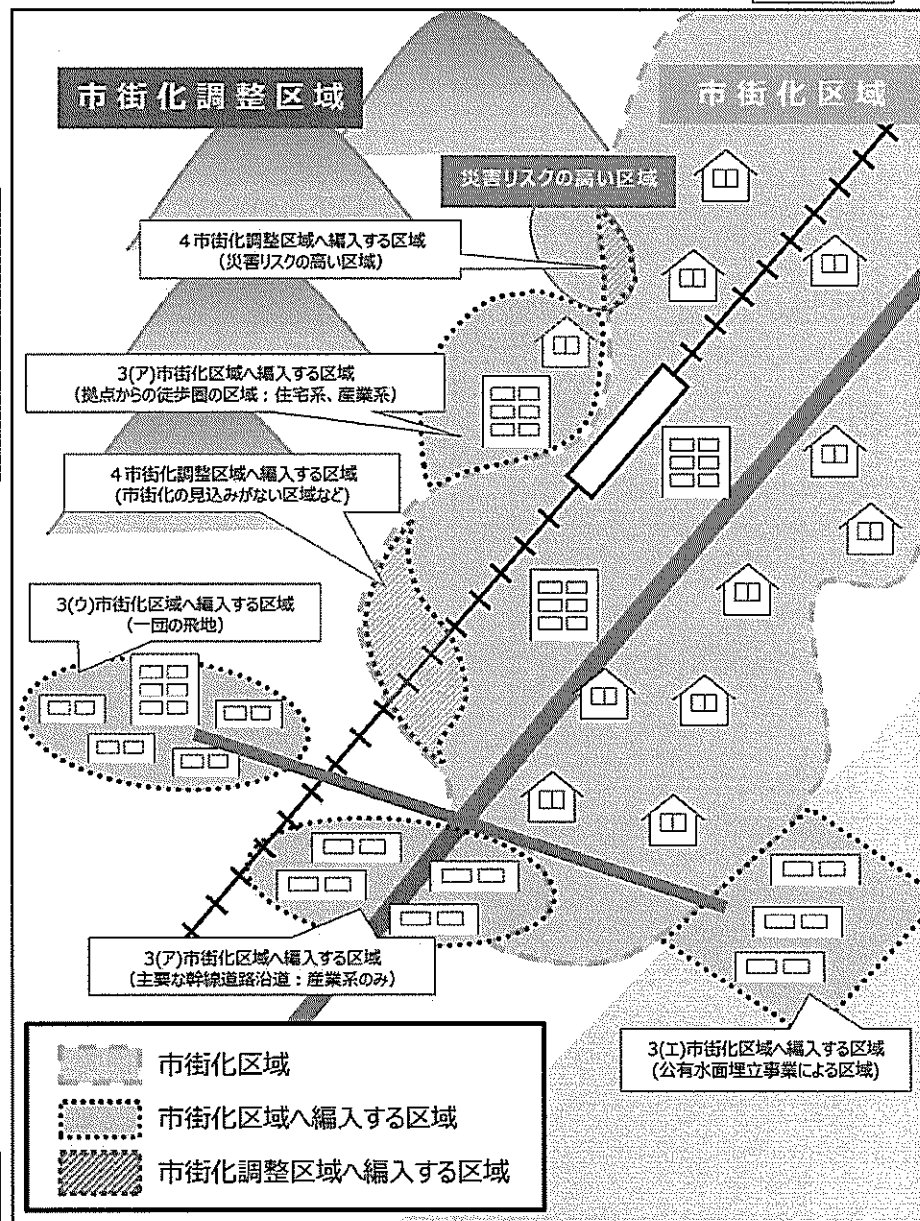 市街化調整区域
市街化区域
災害リスクの高い区域
4市街化調整区域へ編入する区域
(災害リスクの高い区域)
3(ア)市街化区域へ編入する区域
(拠点からの徒歩圏の区域：住宅系、産業系)
4市街化調整区域へ編入する区域
(市街化の見込みがない区域など)
3(ウ)市街化区域へ編入する区域
(一団の飛地)
3(ア)市街化区域へ編入する区域
(主要な幹線道路沿道：産業系のみ)
3(エ)市街化区域へ編入する区域
(公有水面埋立事業による区域)
市街化区域
市街化区域へ編入する区域
市街化調整区域へ編入する区域